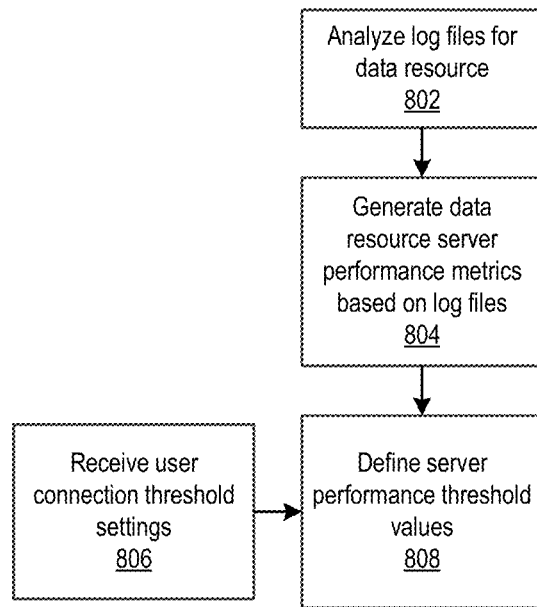 Analyze log files for
data resource
802
Generate data
resource server
performance metrics
based on log files
804
Receive user
connection threshold
settings
806
Define server
performance threshold
values
808